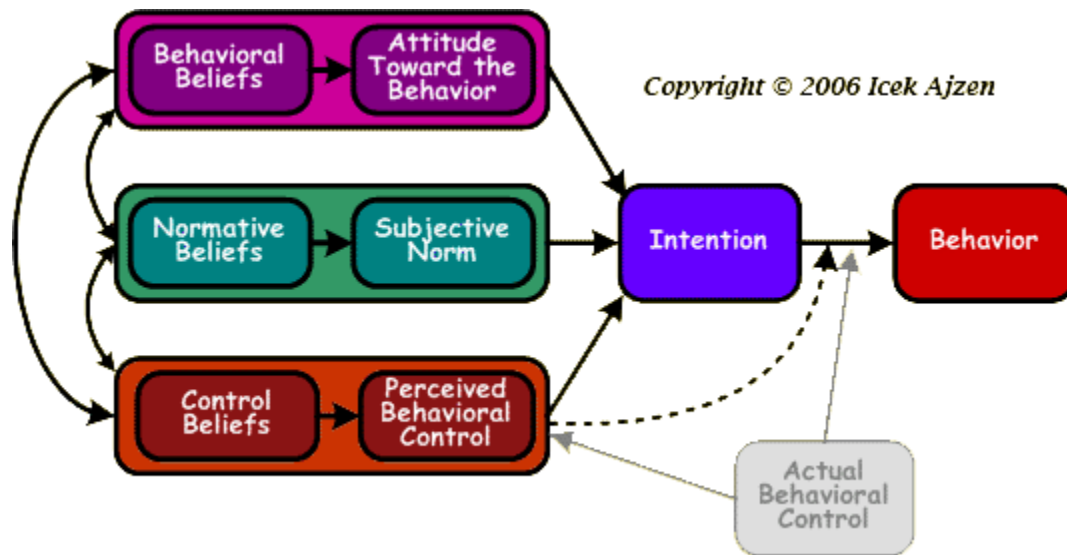 Behavioral
Beliefs
Attitude
Toward the
Behavior
Copyright © 2006 Icek Ajzen
Normative
Beliefs
Subjective
Norm
Intention
Behavior
Control
Beliefs
Perceived
Behavioral
Control
Actual
Behavioral
Control